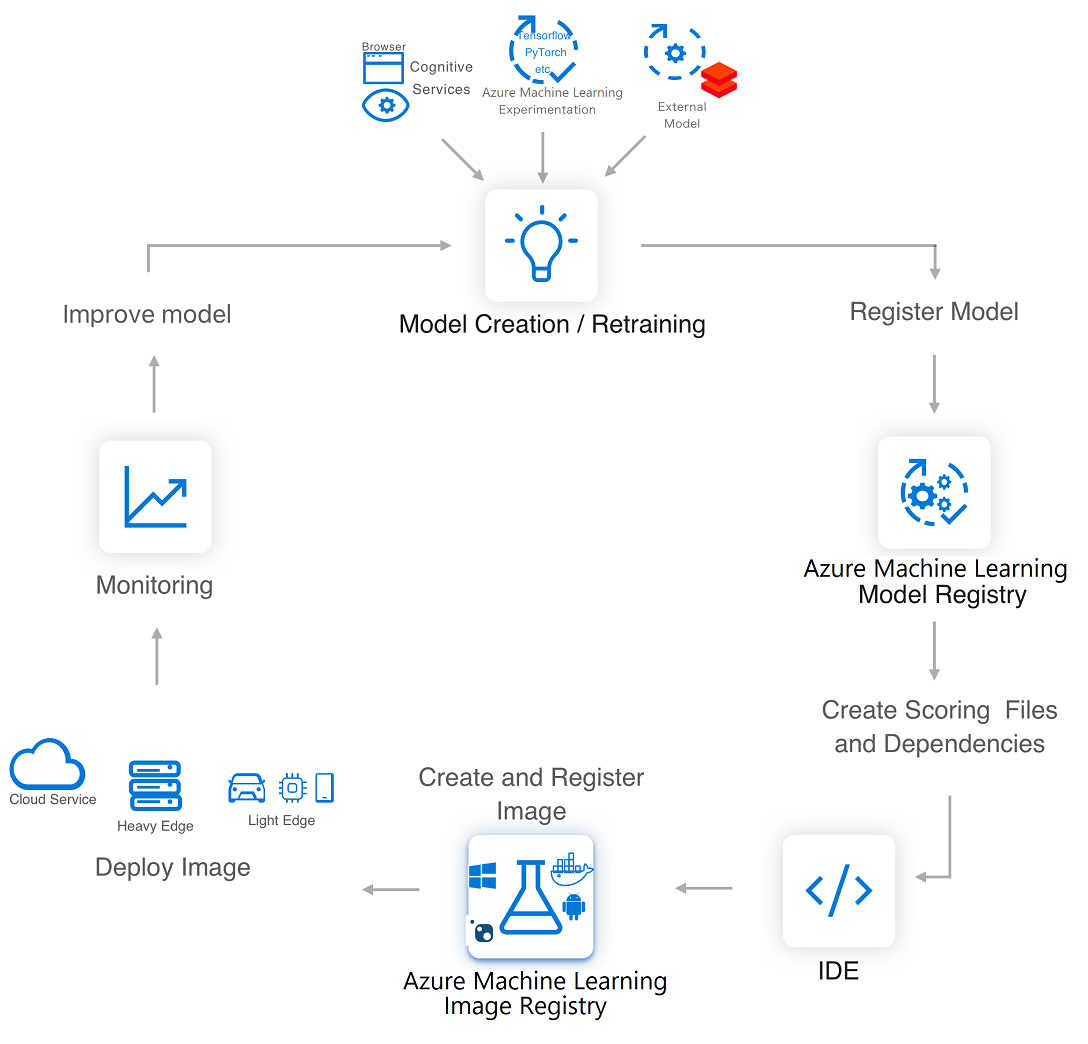 Browser
Cognitive
Services
Tensorflow
PyTorch
etc
Azure Machine Learning
Experimentation
External
Model
Model Creation / Retraining
Improve model
Register Model
Monitoring
Azure Machine Learning
Model Registry
Create Scoring Files
and Dependencies
IDE
Create and Register
Image
Azure Machine Learning
Image Registry
Cloud Service
Heavy Edge
Light Edge
Deploy Image